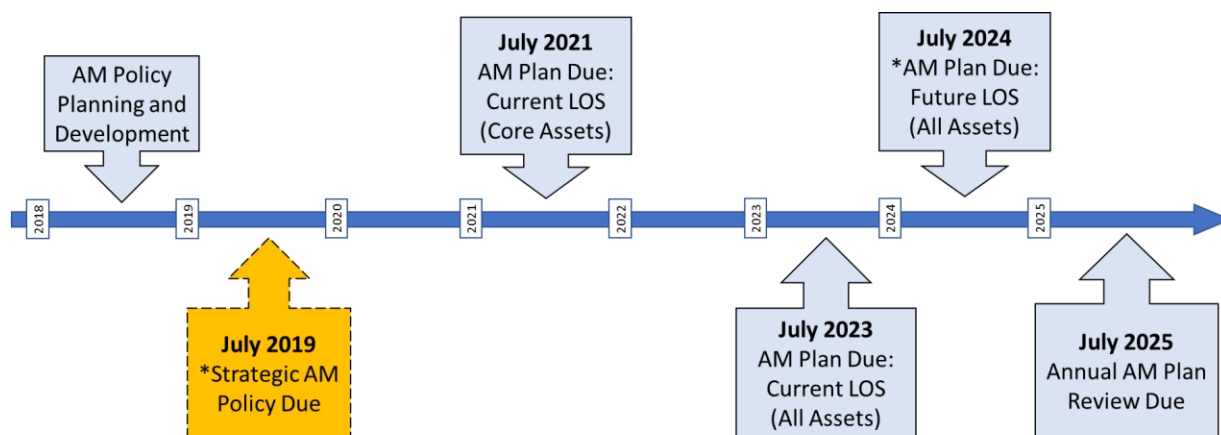 AM Policy
Planning and
Development
July 2021
AM Plan Due:
Current LOS
(Core Assets)
July 2024
*AM Plan Due:
Future LOS
(All Assets)
2018
2019
2020
2021
2022
2023
2024
2025
July 2019
*Strategic AM
Policy Due
July 2023
AM Plan Due:
Current LOS
(All Assets)
July 2025
Annual AM Plan
Review Due